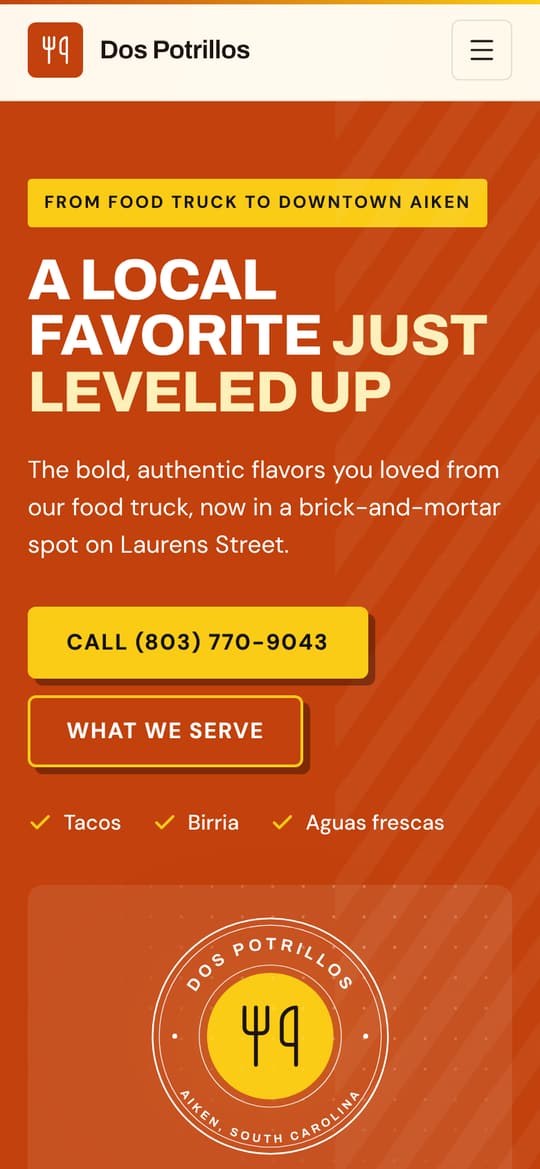 Dos Potrillos
FROM FOOD TRUCK TO DOWNTOWN AIKEN
A LOCAL
FAVORITE JUST
LEVELED UP
The bold, authentic flavors you loved from
our food truck, now in a brick-and-mortar
spot on Laurens Street.
CALL (803) 770-9043
WHAT WE SERVE
Tacos Birria Aguas frescas
DOS POTRILLOS
AIKEN, SOUTH CAROLINA